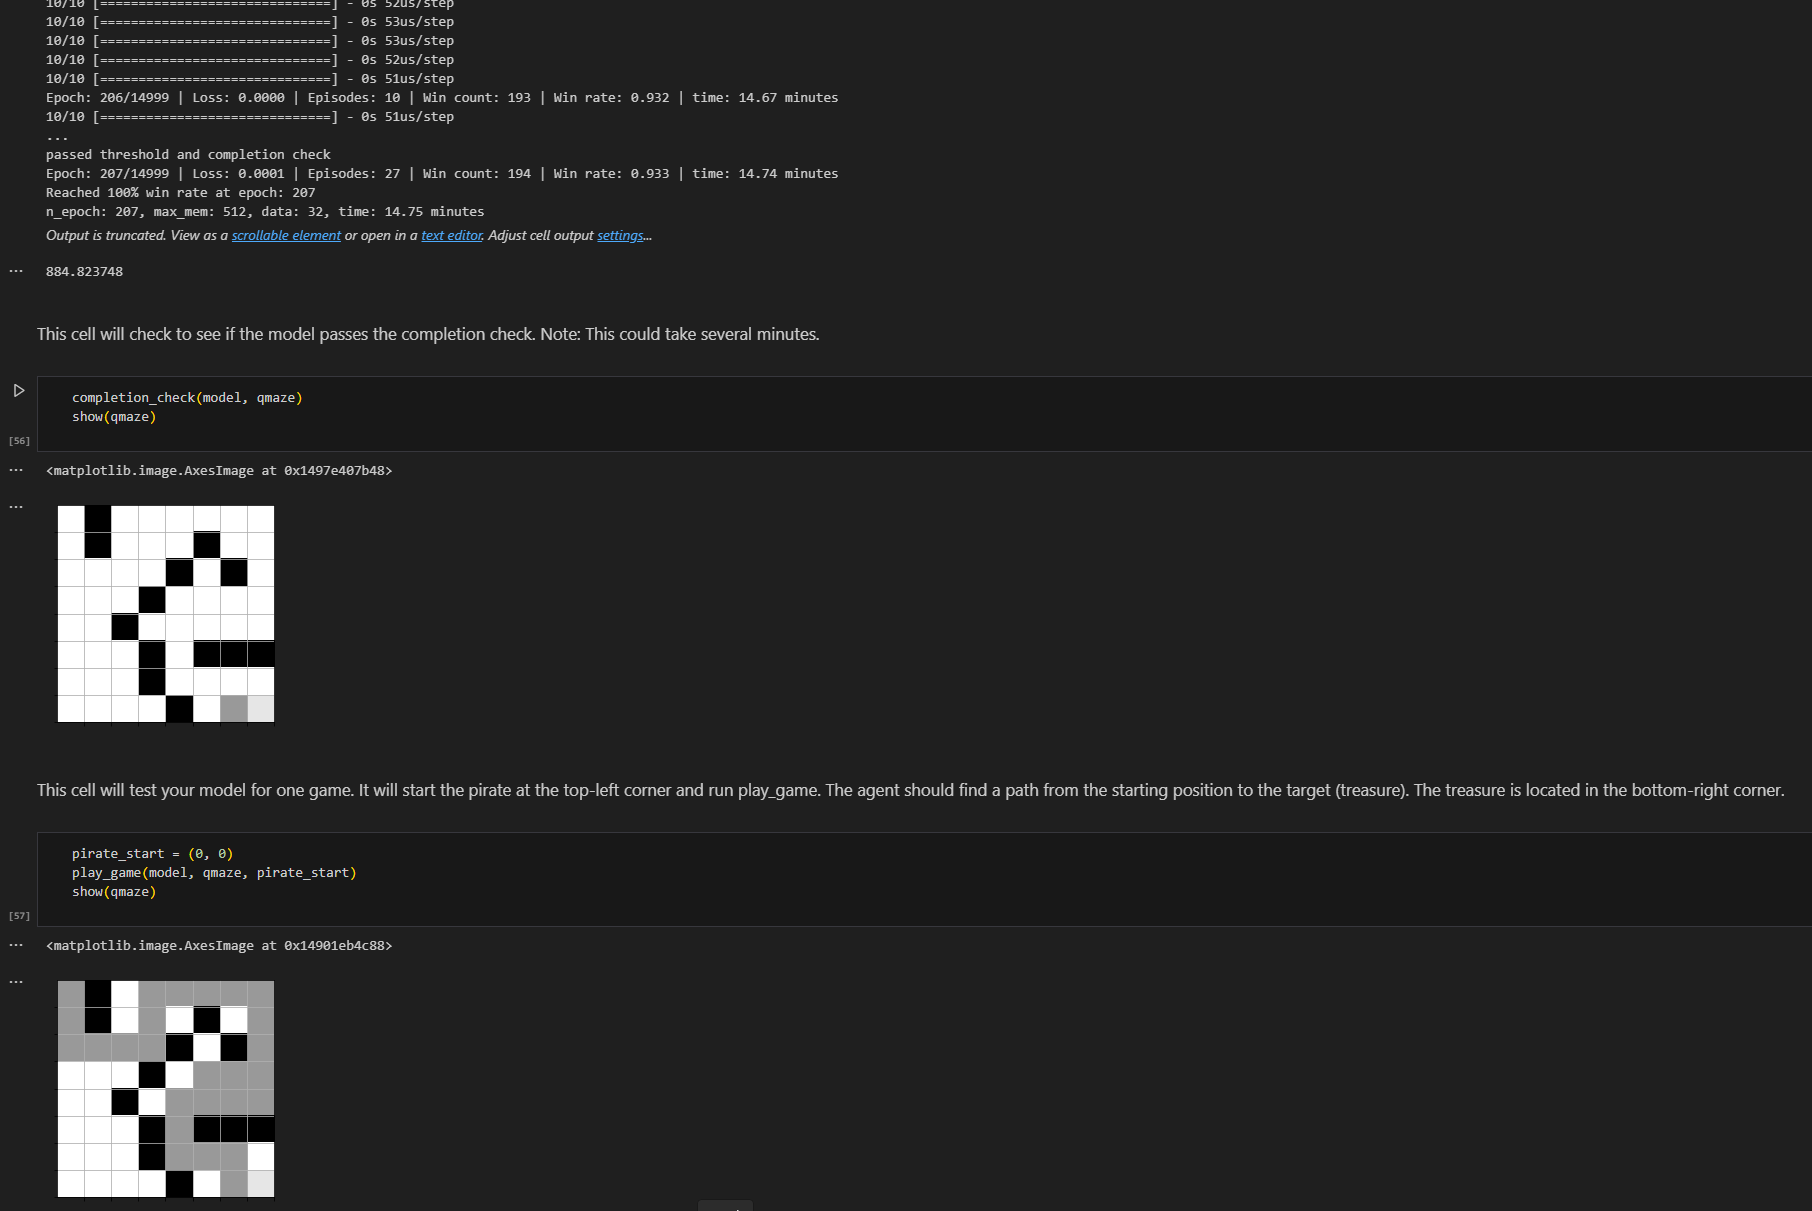 10/10 [==============================] - 0s 52us/step
10/10 [==============================] - 0s 53us/step
10/10 [==============================] - 0s 53us/step
10/10 [==============================] - 0s 52us/step
10/10 [==============================] - 0s 51us/step
Epoch: 206/14999 | Loss: 0.0000 | Episodes: 10 | Win count: 193 | Win rate: 0.932 | time: 14.67 minutes
10/10 [==============================] - 0s 51us/step
...
passed threshold and completion check
Epoch: 207/14999 | Loss: 0.0001 | Episodes: 27 | Win count: 194 | Win rate: 0.933 | time: 14.74 minutes
Reached 100% win rate at epoch: 207
n_epoch: 207, max_mem: 512, data: 32, time: 14.75 minutes
Output is truncated. View as a scrollable element or open in a text editor. Adjust cell output settings...
... 884.823748
This cell will check to see if the model passes the completion check. Note: This could take several minutes.
completion_check(model, qmaze)
show(qmaze)
[56]
... <matplotlib.image.AxesImage at 0x1497e407b48>
...
This cell will test your model for one game. It will start the pirate at the top-left corner and run play_game. The agent should find a path from the starting position to the target (treasure). The treasure is located in the bottom-right corner.
pirate_start = (0, 0)
play_game(model, qmaze, pirate_start)
show(qmaze)
[57]
... <matplotlib.image.AxesImage at 0x14901eb4c88>
...